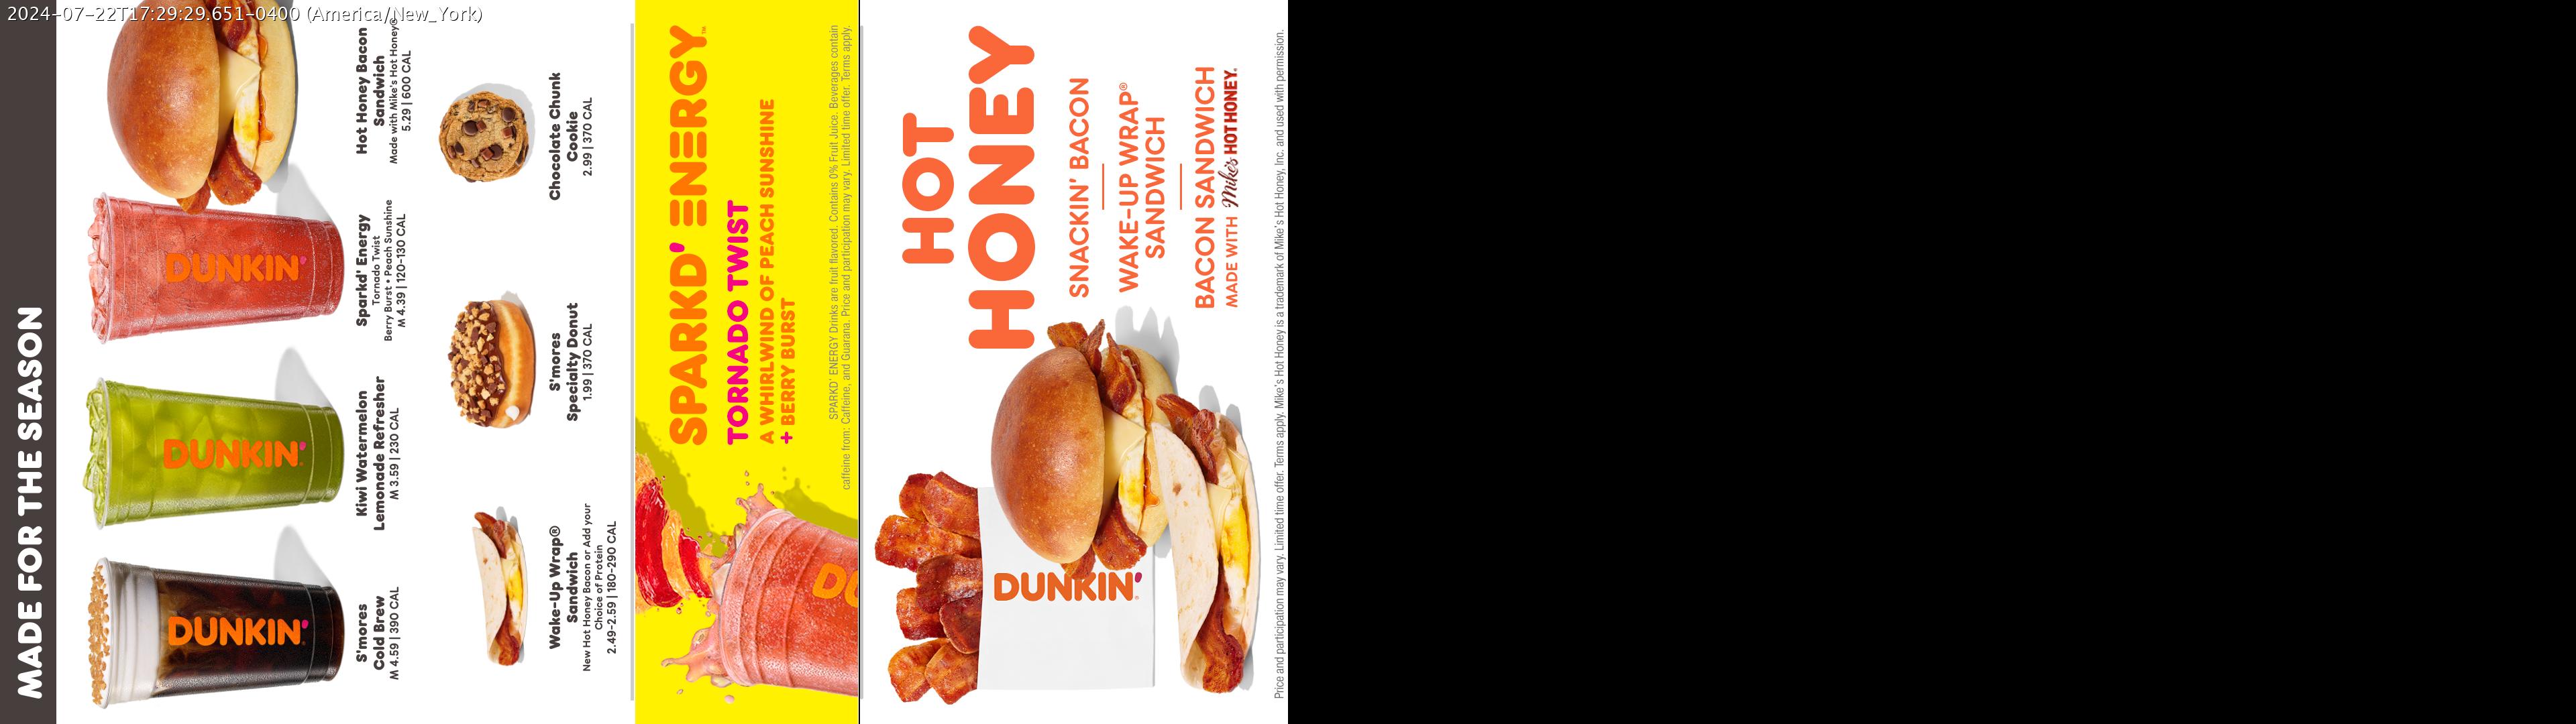 2024-07-22T17:29:29.651-0400 (America/New_York)
MADE FOR THE SEASON
DUNKIN'
S'mores
Cold Brew
M 4.59 | 390 CAL
DUNKIN'
Kiwi Watermelon
Lemonade Refresher
M 3.59 | 230 CAL
DUNKIN'
Sparkd' Energy
Tornado Twist
Berry Burst • Peach Sunshine
M 4.39 | 120-130 CAL
Hot Honey Bacon
Sandwich
Made with Mike's Hot Honey®
5.29 | 600 CAL
Wake-Up Wrap®
Sandwich
New Hot Honey Bacon or Add your
Choice of Protein
2.49-2.59 | 180-290 CAL
S'mores
Specialty Donut
1.99 | 370 CAL
Chocolate Chunk
Cookie
2.99 | 370 CAL
SPARKD' ENERGY™
TORNADO TWIST
A WHIRLWIND OF PEACH SUNSHINE
+ BERRY BURST
DU
SPARKD' ENERGY Drinks are fruit flavored. Contains 0% Fruit Juice. Beverages contain
caffeine from: Caffeine, and Guarana. Price and participation may vary. Limited time offer. Terms apply.
HOT
HONEY
SNACKIN' BACON
WAKE-UP WRAP®
SANDWICH
BACON SANDWICH
MADE WITH Mike's HOT HONEY.
DUNKIN'
Price and participation may vary. Limited time offer. Terms apply. Mike's Hot Honey is a trademark of Mike's Hot Honey, Inc. and used with permission.